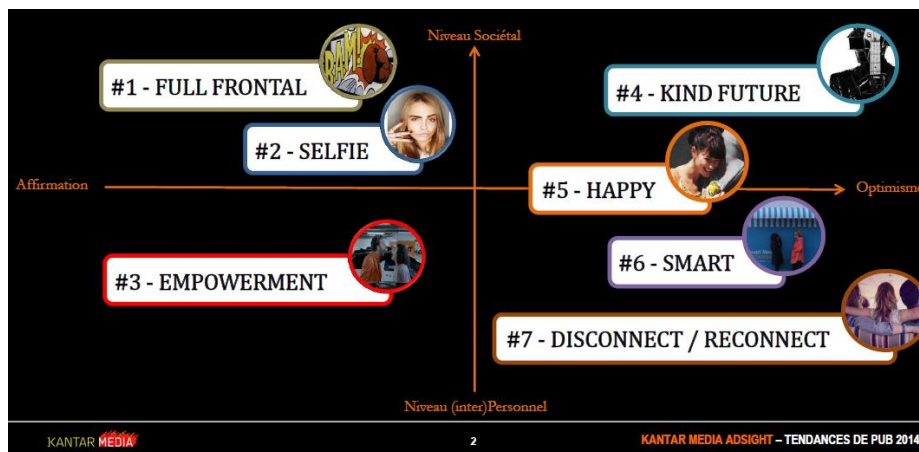 Niveau Sociétal
BAM!
#1 - FULL FRONTAL
#4 - KIND FUTURE
#2 - SELFIE
Affirmation
#5 - HAPPY
Optimisme
#6 - SMART
#3 - EMPOWERMENT
#7 - DISCONNECT / RECONNECT
Niveau (inter)Personnel
KANTAR MEDIA
2
KANTAR MEDIA ADSIGHT – TENDANCES DE PUB 2014